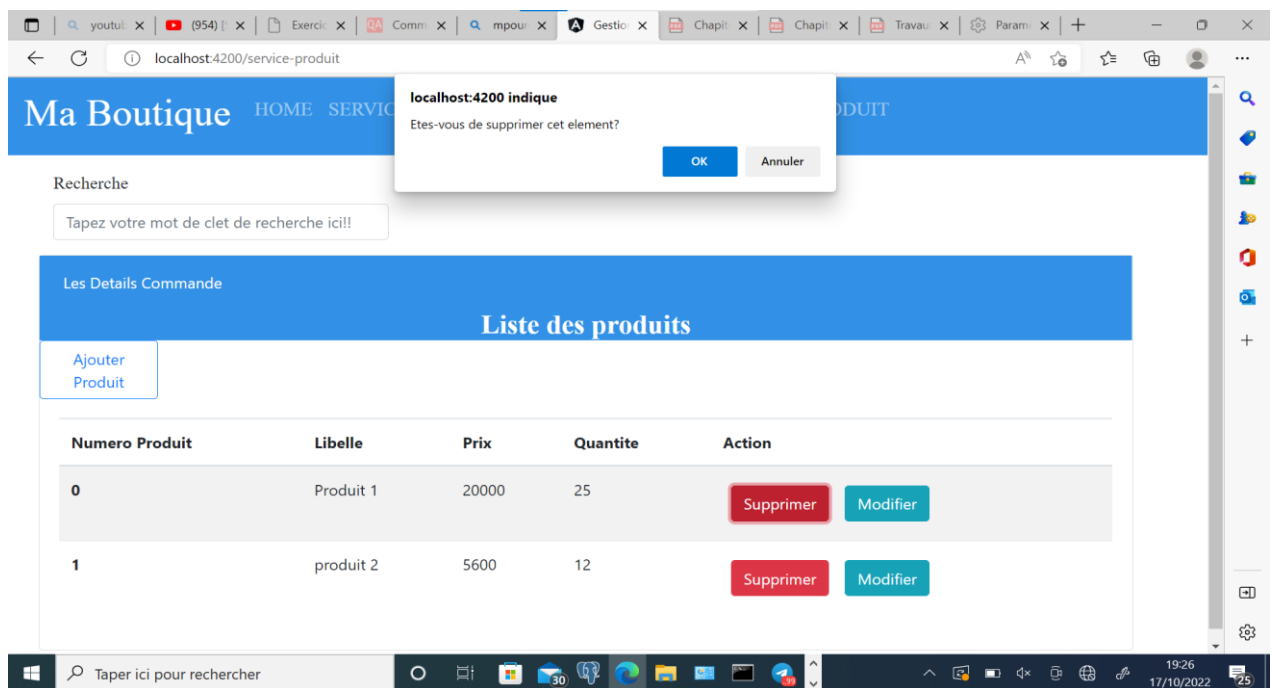 youtub
(954) [
Exercic
Comm
mpour
Gestion
Chapit
Chapit
Travau
Param
localhost:4200/service-produit
Ma Boutique HOME
localhost:4200 indique
Etes-vous de supprimer cet element?
OK Annuler
Recherche
Tapez votre mot de clet de recherche ici!!
Les Details Commande
Liste des produits
Ajouter
Produit
Numero Produit Libelle Prix Quantite Action
0 Produit 1 20000 25 Supprimer Modifier
1 produit 2 5600 12 Supprimer Modifier
Taper ici pour rechercher
30
99
19:26
17/10/2022
25